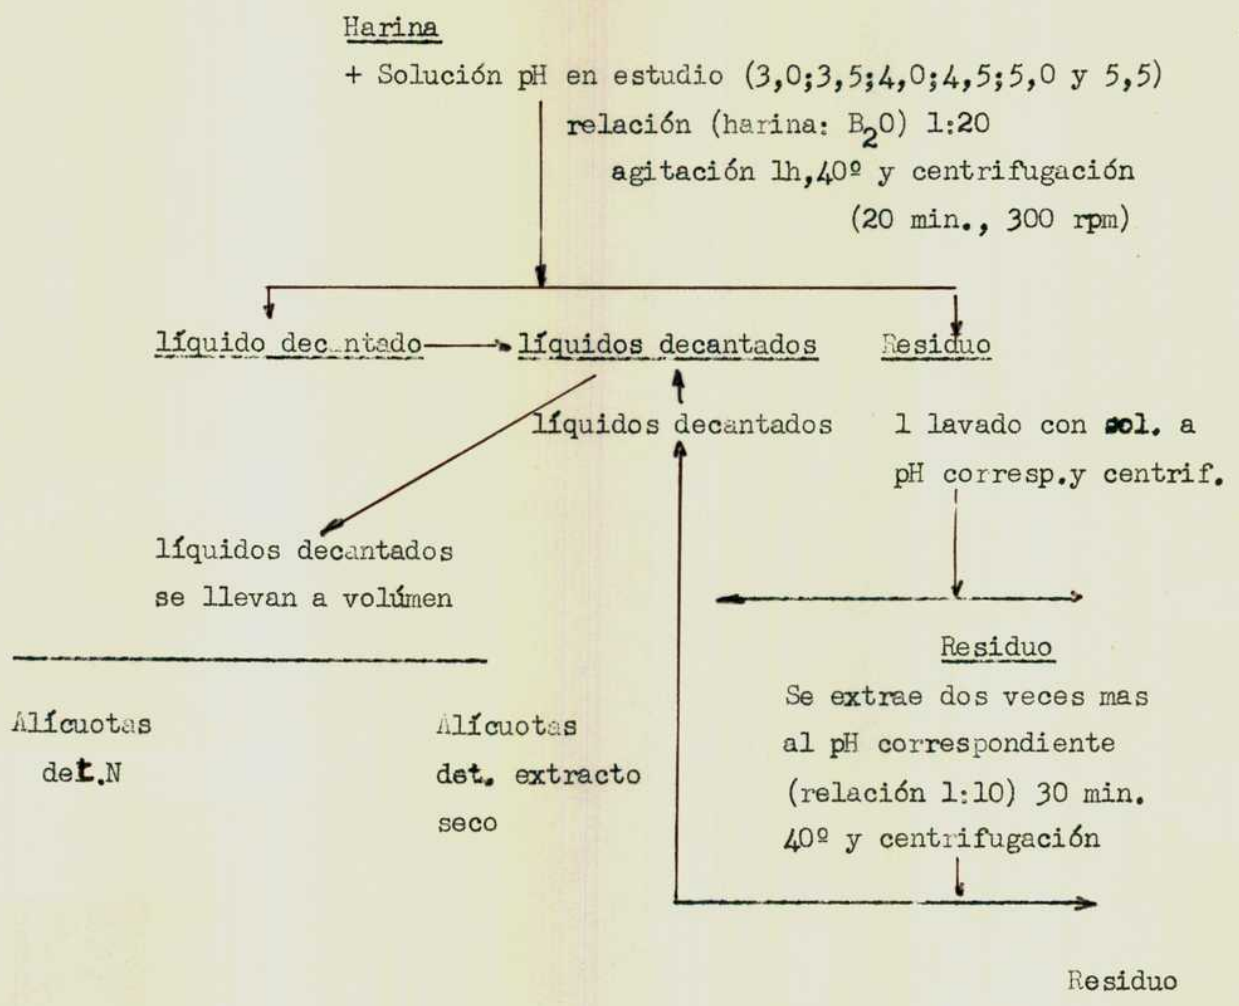 Harina
+ Solución pH en estudio (3,0;3,5;4,0;4,5;5,0 y 5,5)
relación (harina: B₂O) 1:20
agitación 1h,40º y centrifugación
(20 min., 300 rpm)
líquido dec ntado
líquidos decantados
Residuo
líquidos decantados
1 lavado con sol. a
pH corresp.y centrif.
líquidos decantados
se llevan a volúmen
Residuo
Se extrae dos veces mas
al pH correspondiente
(relación 1:10) 30 min.
40º y centrifugación
Alícuotas
det.N
Alícuotas
det. extracto
seco
Residuo